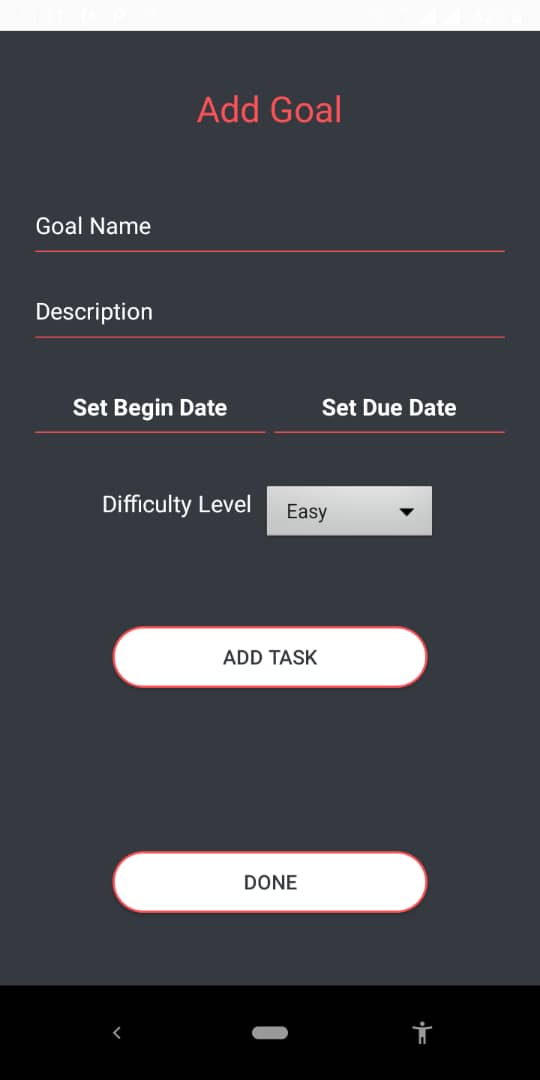 Add Goal
Goal Name
Description
Set Begin Date Set Due Date
Difficulty Level Easy
ADD TASK
DONE